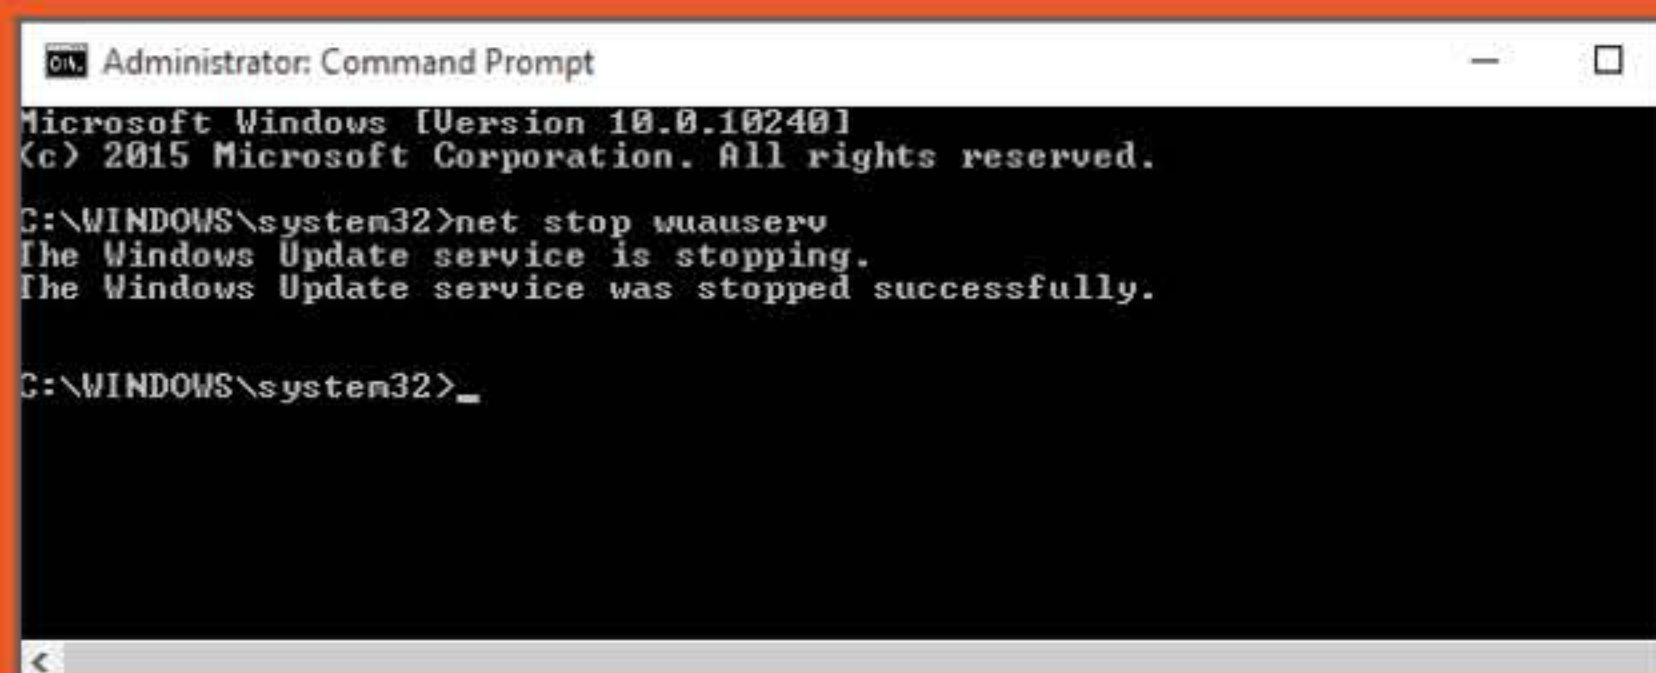 Administrator: Command Prompt
Microsoft Windows [Version 10.0.10240]
(c) 2015 Microsoft Corporation. All rights reserved.
C:\WINDOWS\system32>net stop wuauserv
The Windows Update service is stopping.
The Windows Update service was stopped successfully.
C:\WINDOWS\system32>_